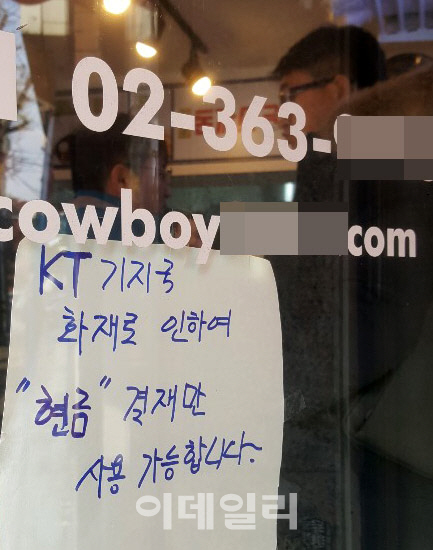 02-363-
cowboy com
KT 기지국
화재로 인하여
"현금" 결재만
사용 가능합니다~
이데일리